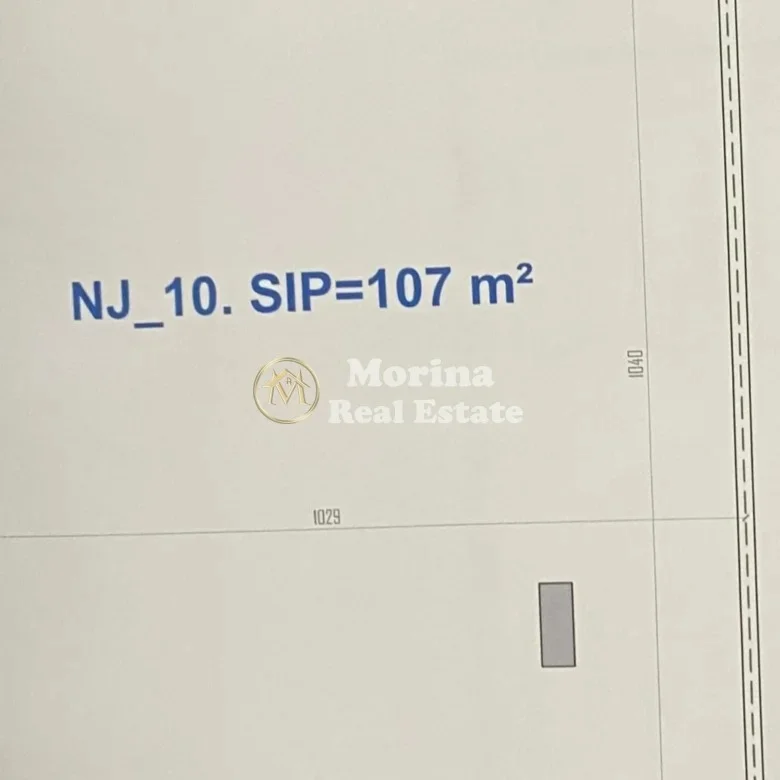 NJ_10. SIP=107 m²
Morina
Real Estate
1040
1029